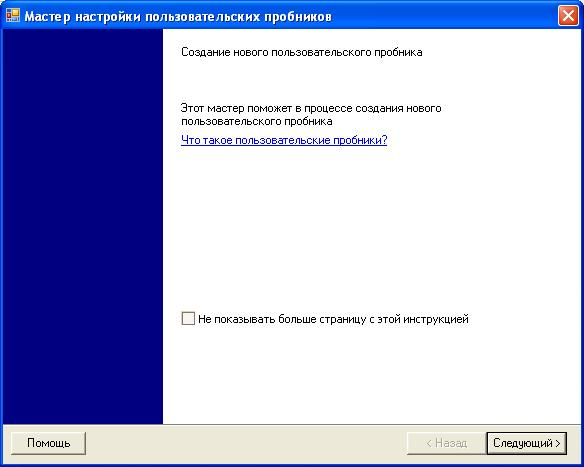 Мастер настройки пользовательских пробников
Создание нового пользовательского пробника
Этот мастер поможет в процессе создания нового
пользовательского пробника
Что такое пользовательские пробники?
Не показывать больше страницу с этой инструкцией
Помощь
< Назад
Следующий >